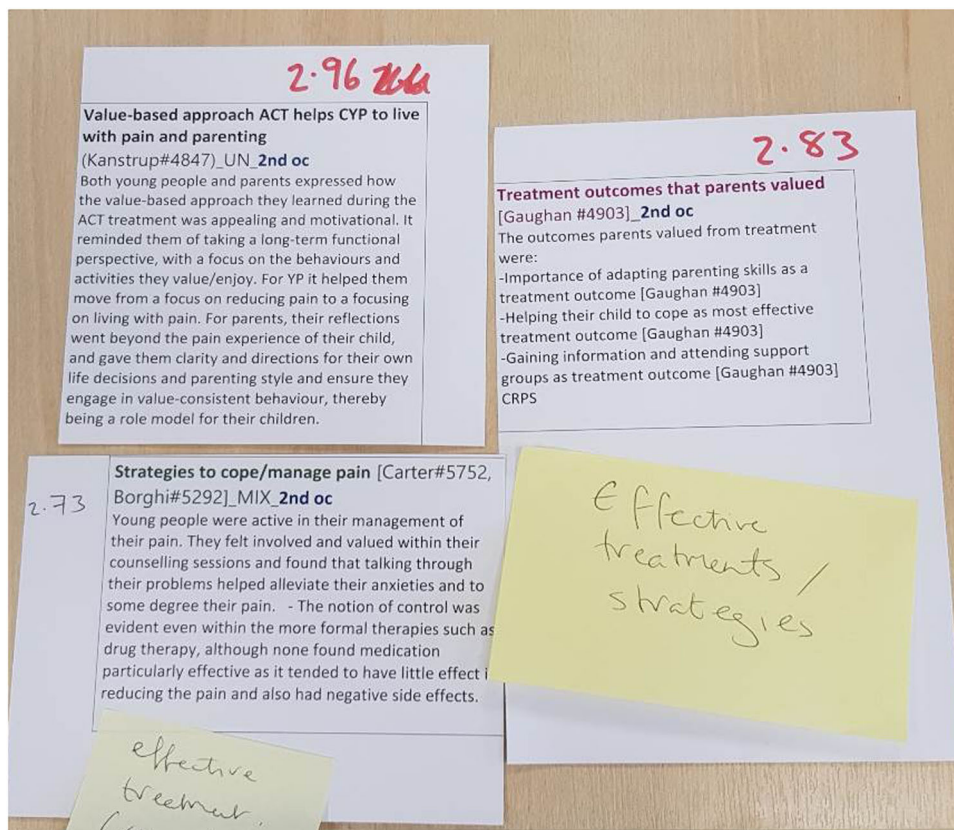 2.96
Value-based approach ACT helps CYP to live
with pain and parenting
(Kanstrup#4847)_UN_2nd oc
Both young people and parents expressed how
the value-based approach they learned during the
ACT treatment was appealing and motivational. It
reminded them of taking a long-term functional
perspective, with a focus on the behaviours and
activities they value/enjoy. For YP it helped them
move from a focus on reducing pain to a focusing
on living with pain. For parents, their reflections
went beyond the pain experience of their child,
and gave them clarity and directions for their own
life decisions and parenting style and ensure they
engage in value-consistent behaviour, thereby
being a role model for their children.
2.83
Treatment outcomes that parents valued
[Gaughan #4903]_2nd oc
The outcomes parents valued from treatment
were:
-Importance of adapting parenting skills as a
treatment outcome [Gaughan #4903]
-Helping their child to cope as most effective
treatment outcome [Gaughan #4903]
-Gaining information and attending support
groups as treatment outcome [Gaughan #4903]
CRPS
2.73
Strategies to cope/manage pain [Carter#5752,
Borghi#5292]_MIX_2nd oc
Young people were active in their management of
their pain. They felt involved and valued within their
counselling sessions and found that talking through
their problems helped alleviate their anxieties and to
some degree their pain.  - The notion of control was
evident even within the more formal therapies such as
drug therapy, although none found medication
particularly effective as it tended to have little effect
reducing the pain and also had negative side effects.
Effective
treatments /
strategies
effective